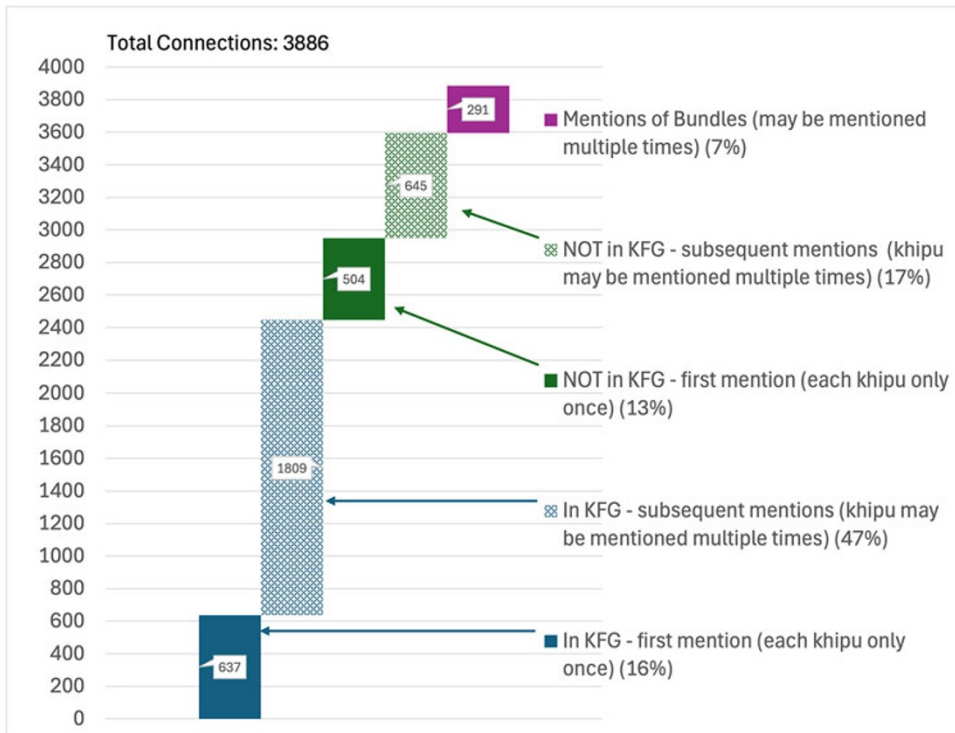 Total Connections: 3886
4000
3800
3600
3400
3200
3000
2800
2600
2400
2200
2000
1800
1600
1400
1200
1000
800
600
400
200
0
291
645
504
1809
637
Mentions of Bundles (may be mentioned
multiple times) (7%)
NOT in KFG - subsequent mentions  (khipu
may be mentioned multiple times) (17%)
NOT in KFG - first mention (each khipu only
once) (13%)
In KFG - subsequent mentions (khipu may
be mentioned multiple times) (47%)
In KFG - first mention (each khipu only
once) (16%)